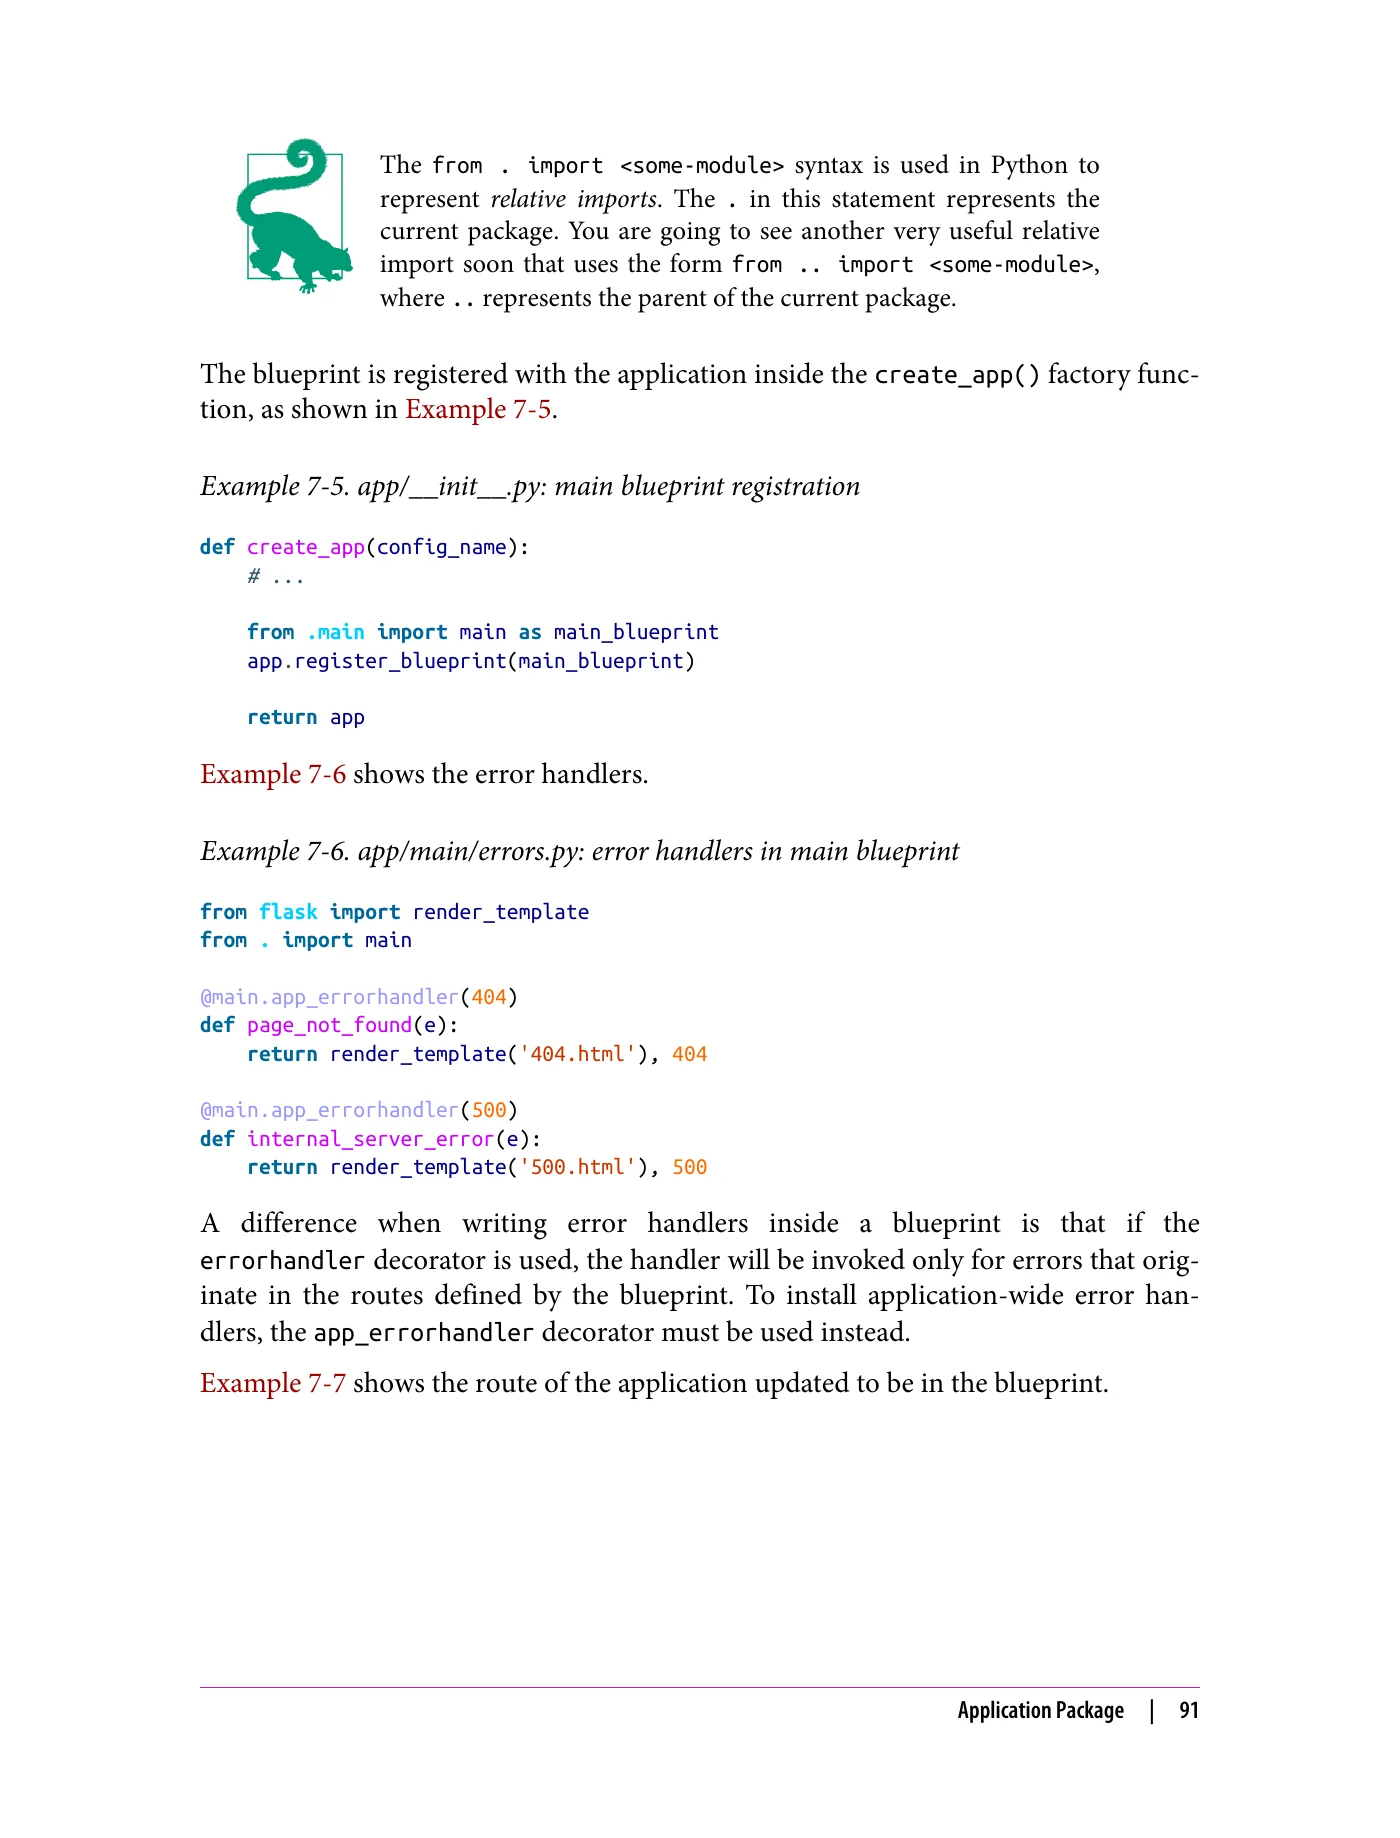 The from . import <some-module> syntax is used in Python to
represent relative imports. The . in this statement represents the
current package. You are going to see another very useful relative
import soon that uses the form from .. import <some-module>,
where .. represents the parent of the current package.
The blueprint is registered with the application inside the create_app() factory func-
tion, as shown in Example 7-5.
Example 7-5. app/__init__.py: main blueprint registration
def create_app(config_name):
    # ...
    from .main import main as main_blueprint
    app.register_blueprint(main_blueprint)
    return app
Example 7-6 shows the error handlers.
Example 7-6. app/main/errors.py: error handlers in main blueprint
from flask import render_template
from . import main
@main.app_errorhandler(404)
def page_not_found(e):
    return render_template('404.html'), 404
@main.app_errorhandler(500)
def internal_server_error(e):
    return render_template('500.html'), 500
A difference when writing error handlers inside a blueprint is that if the
errorhandler decorator is used, the handler will be invoked only for errors that orig-
inate in the routes defined by the blueprint. To install application-wide error han-
dlers, the app_errorhandler decorator must be used instead.
Example 7-7 shows the route of the application updated to be in the blueprint.
Application Package | 91